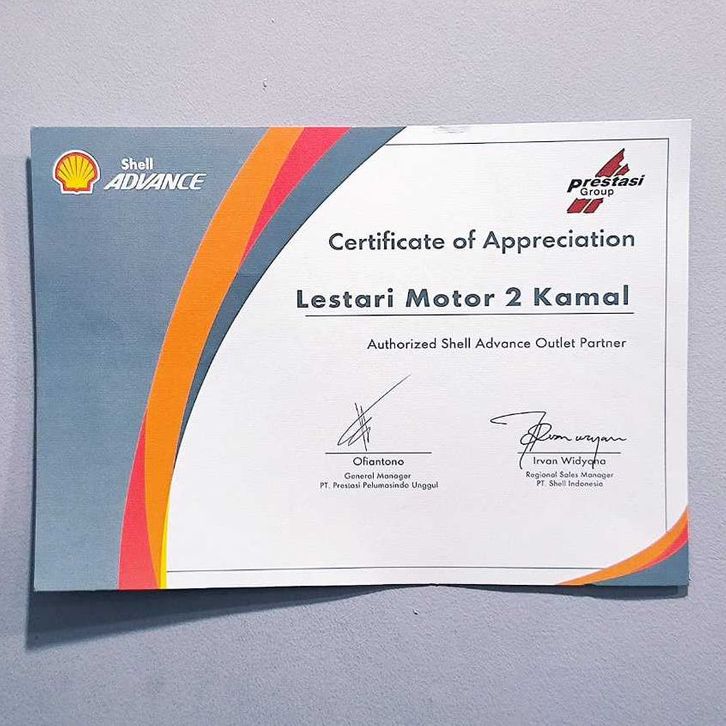 Shell
ADVANCE
Prestasi
Group
Certificate of Appreciation
Lestari Motor 2 Kamal
Authorized Shell Advance Outlet Partner
Ofiantono
General Manager
PT. Prestasi Pelumasindo Unggul
Irvan Widyana
Regional Sales Manager
PT. Shell Indonesia